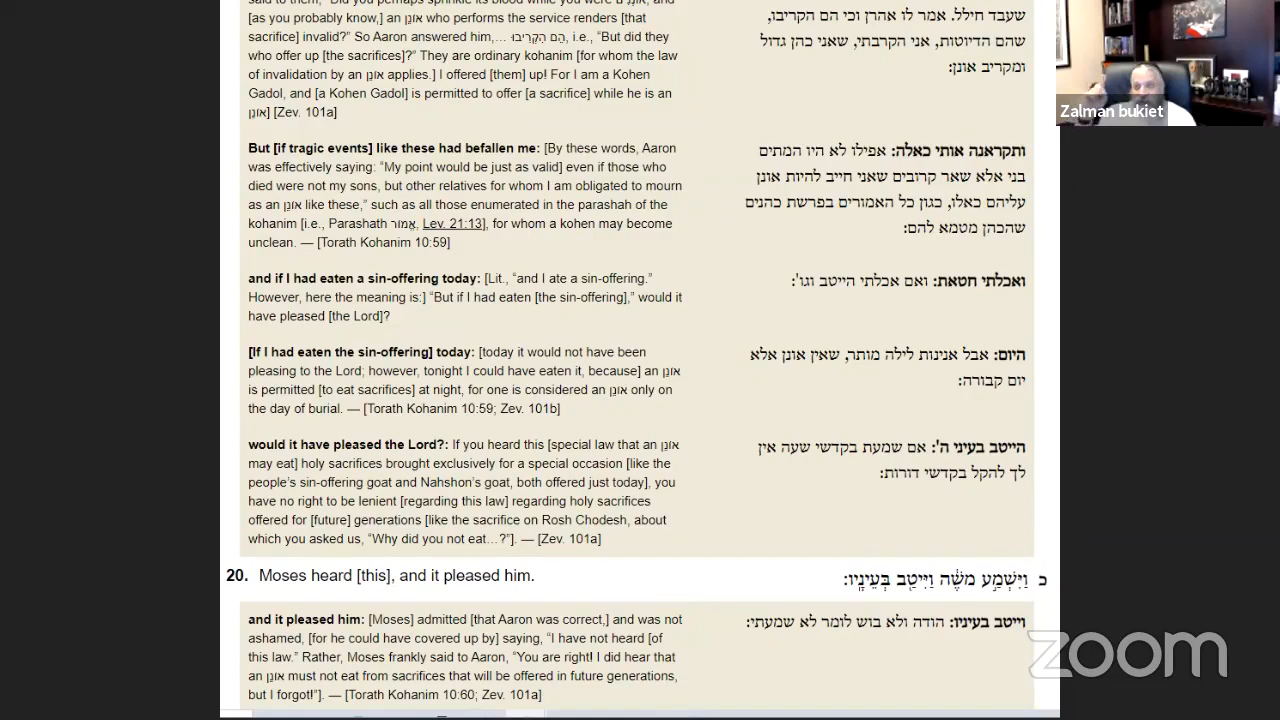 [as you probably know,] an אוֹנֵן who performs the service renders [that
sacrifice] invalid?” So Aaron answered him,… הֵם הִקְרִיבוּ, i.e., “But did they
who offer up [the sacrifices]?” They are ordinary kohanim [for whom the law
of invalidation by an אוֹנֵן applies.] I offered [them] up! For I am a Kohen
Gadol, and [a Kohen Gadol] is permitted to offer [a sacrifice] while he is an
אוֹנֵן] [Zev. 101a]
שעבד חילל. אמר לו אהרן וכי הם הקריבו,
שהם הדיוטות, אני הקרבתי, שאני כהן גדול
ומקריב אונן:
But [if tragic events] like these had befallen me: [By these words, Aaron
was effectively saying: “My point would be just as valid] even if those who
died were not my sons, but other relatives for whom I am obligated to mourn
as an אוֹנֵן like these,” such as all those enumerated in the parashah of the
kohanim [i.e., Parashath אֱמוֹר, Lev. 21:13], for whom a kohen may become
unclean. — [Torath Kohanim 10:59]
ותקראנה אותי כאלה: אפילו לא היו המתים
בני אלא שאר קרובים שאני חייב להיות אונן
עליהם כאלו, כגון כל האמורים בפרשת כהנים
שהכהן מטמא להם:
and if I had eaten a sin-offering today: [Lit., “and I ate a sin-offering.”
However, here the meaning is:] “But if I had eaten [the sin-offering],” would it
have pleased [the Lord]?
ואכלתי חטאת: ואם אכלתי הייטב וגו':
[If I had eaten the sin-offering] today: [today it would not have been
pleasing to the Lord; however, tonight I could have eaten it, because] an אוֹנֵן
is permitted [to eat sacrifices] at night, for one is considered an אוֹנֵן only on
the day of burial. — [Torath Kohanim 10:59; Zev. 101b]
היום: אבל אנינות לילה מותר, שאין אונן אלא
יום קבורה:
would it have pleased the Lord?: If you heard this [special law that an אוֹנֵן
may eat] holy sacrifices brought exclusively for a special occasion [like the
people’s sin-offering goat and Nahshon’s goat, both offered just today], you
have no right to be lenient [regarding this law] regarding holy sacrifices
offered for [future] generations [like the sacrifice on Rosh Chodesh, about
which you asked us, “Why did you not eat…?”]. — [Zev. 101a]
הייטב בעיני ה': אם שמעת בקדשי שעה אין
לך להקל בקדשי דורות:
20. Moses heard [this], and it pleased him.
כ וַיִּשְׁמַ֣ע משֶׁ֔ה וַיִּיטַ֖ב בְּעֵינָֽיו:
and it pleased him: [Moses] admitted [that Aaron was correct,] and was not
ashamed, [for he could have covered up by] saying, “I have not heard [of
this law.” Rather, Moses frankly said to Aaron, “You are right! I did hear that
an אוֹנֵן must not eat from sacrifices that will be offered in future generations,
but I forgot!”]. — [Torath Kohanim 10:60; Zev. 101a]
וייטב בעיניו: הודה ולא בוש לומר לא שמעתי:
Zalman bukiet
zoom